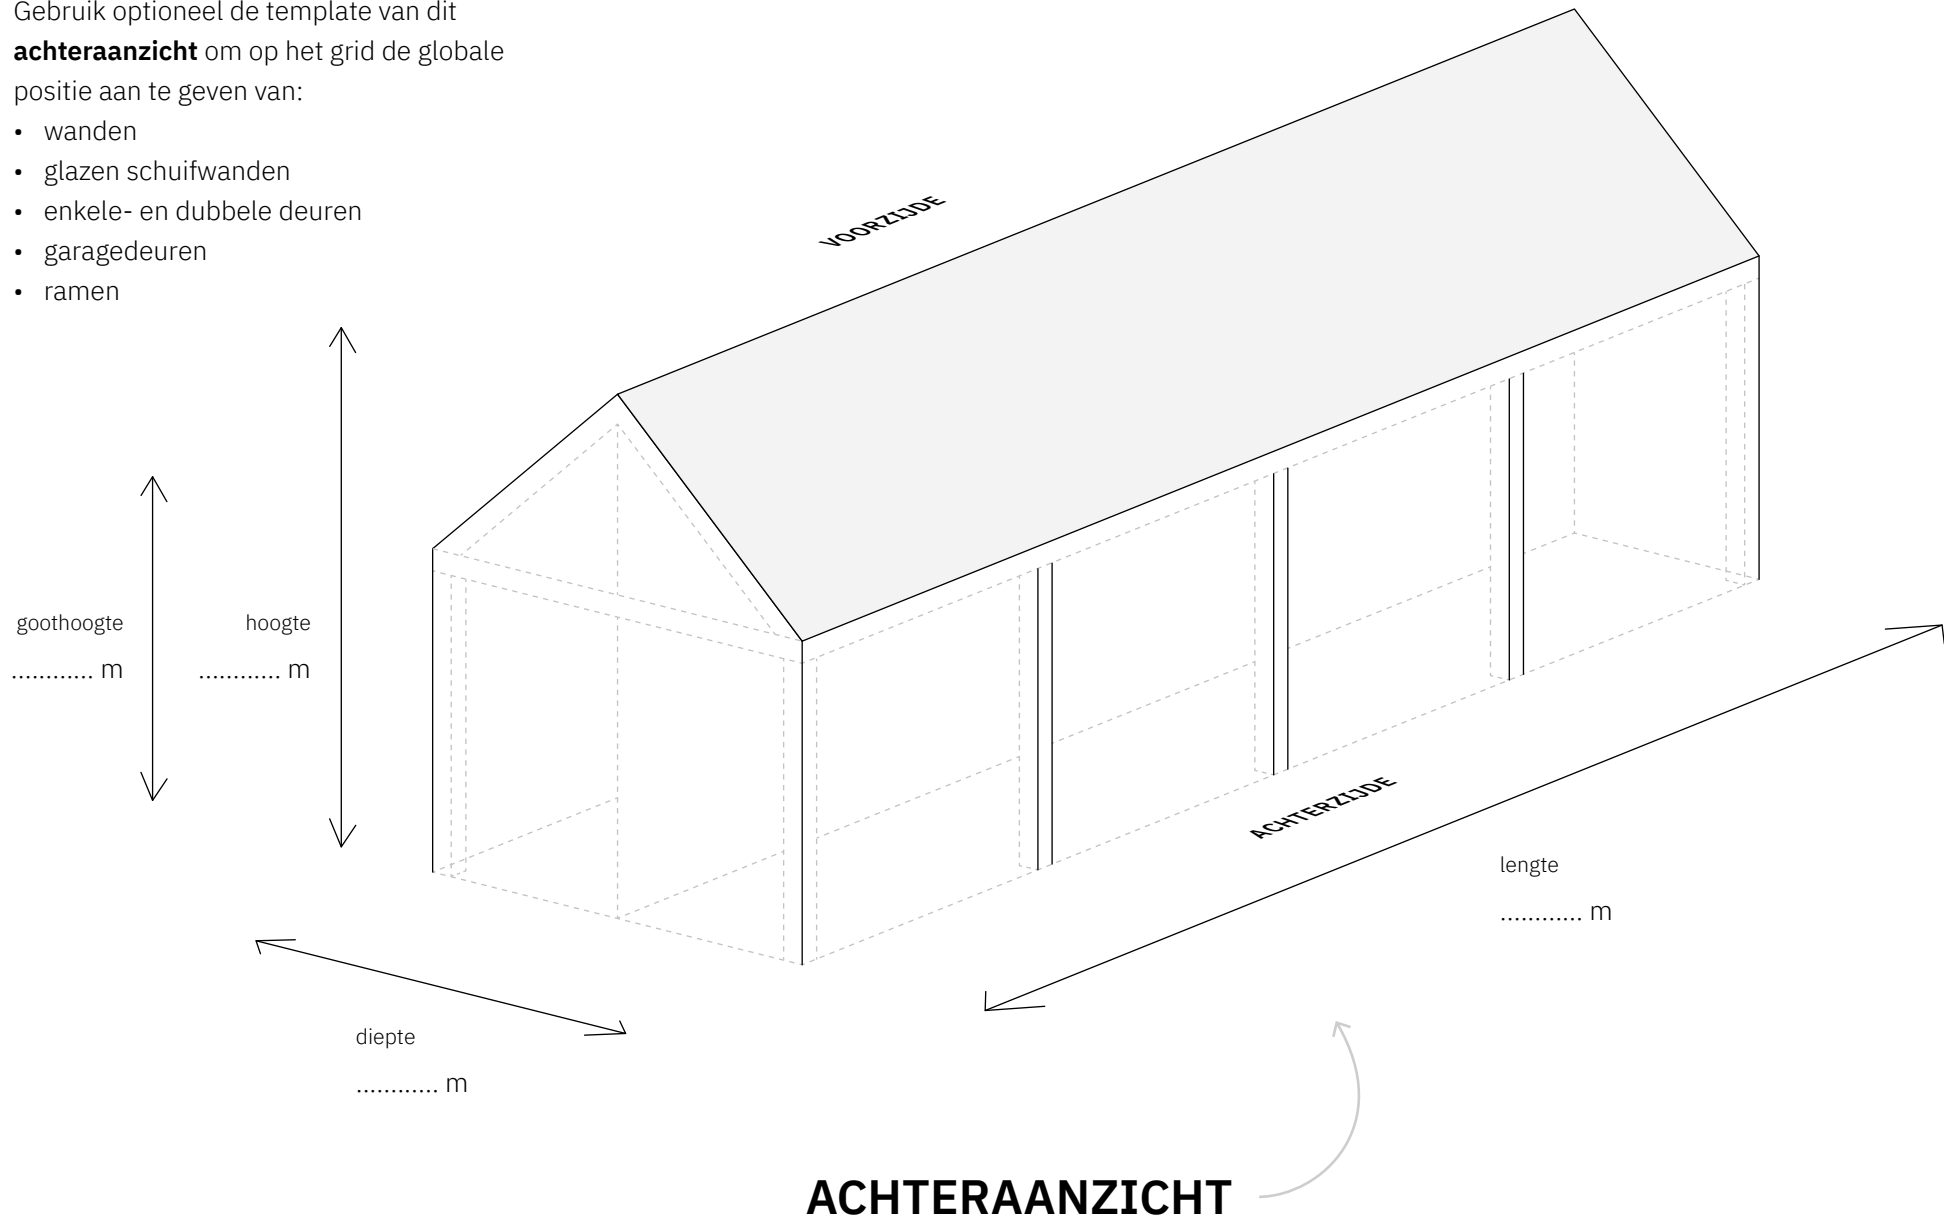 Gebruik optioneel de template van dit
achteraanzicht om op het grid de globale
positie aan te geven van:
• wanden
• glazen schuifwanden
• enkele- en dubbele deuren
• garagedeuren
• ramen
VOORZIJDE
goothoogte
............ m
hoogte
............ m
ACHTERZIJDE
lengte
............ m
diepte
............ m
ACHTERAANZICHT